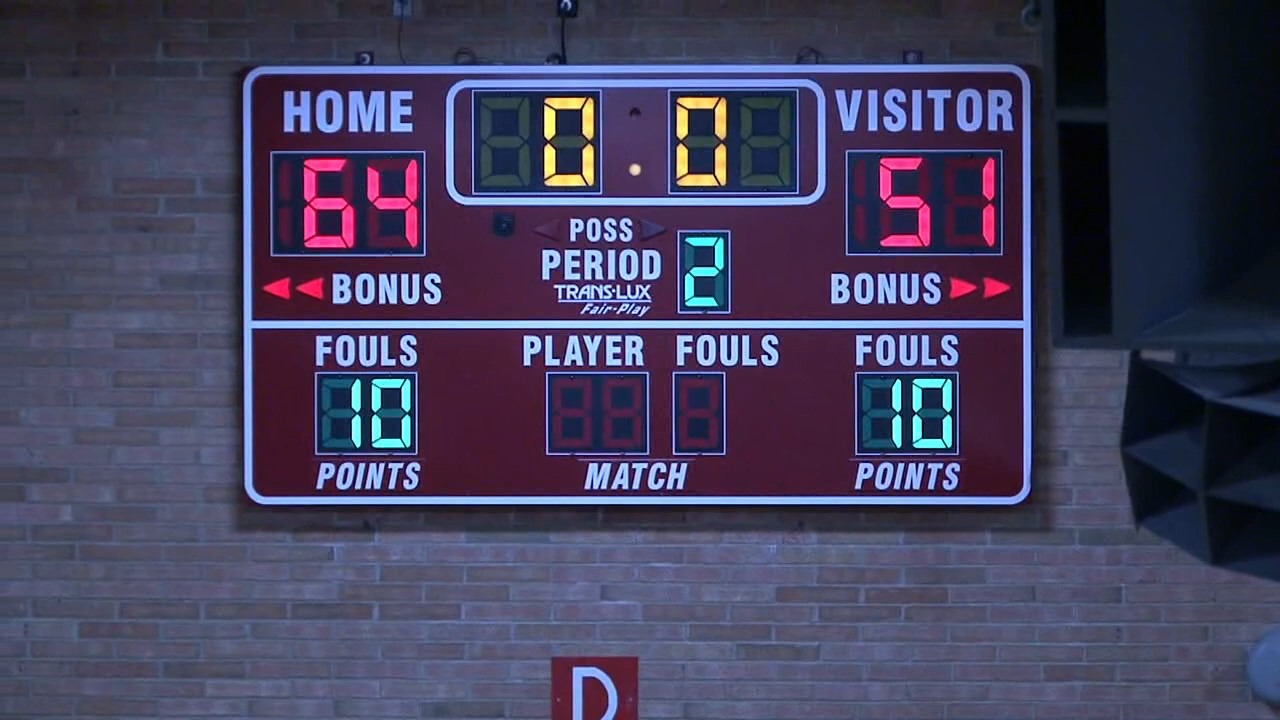 HOME
0.0
VISITOR
64
51
POSS
PERIOD 2
TRANS·LUX
Fair-Play
BONUS
BONUS
FOULS
PLAYER FOULS
FOULS
10
10
POINTS
MATCH
POINTS
D